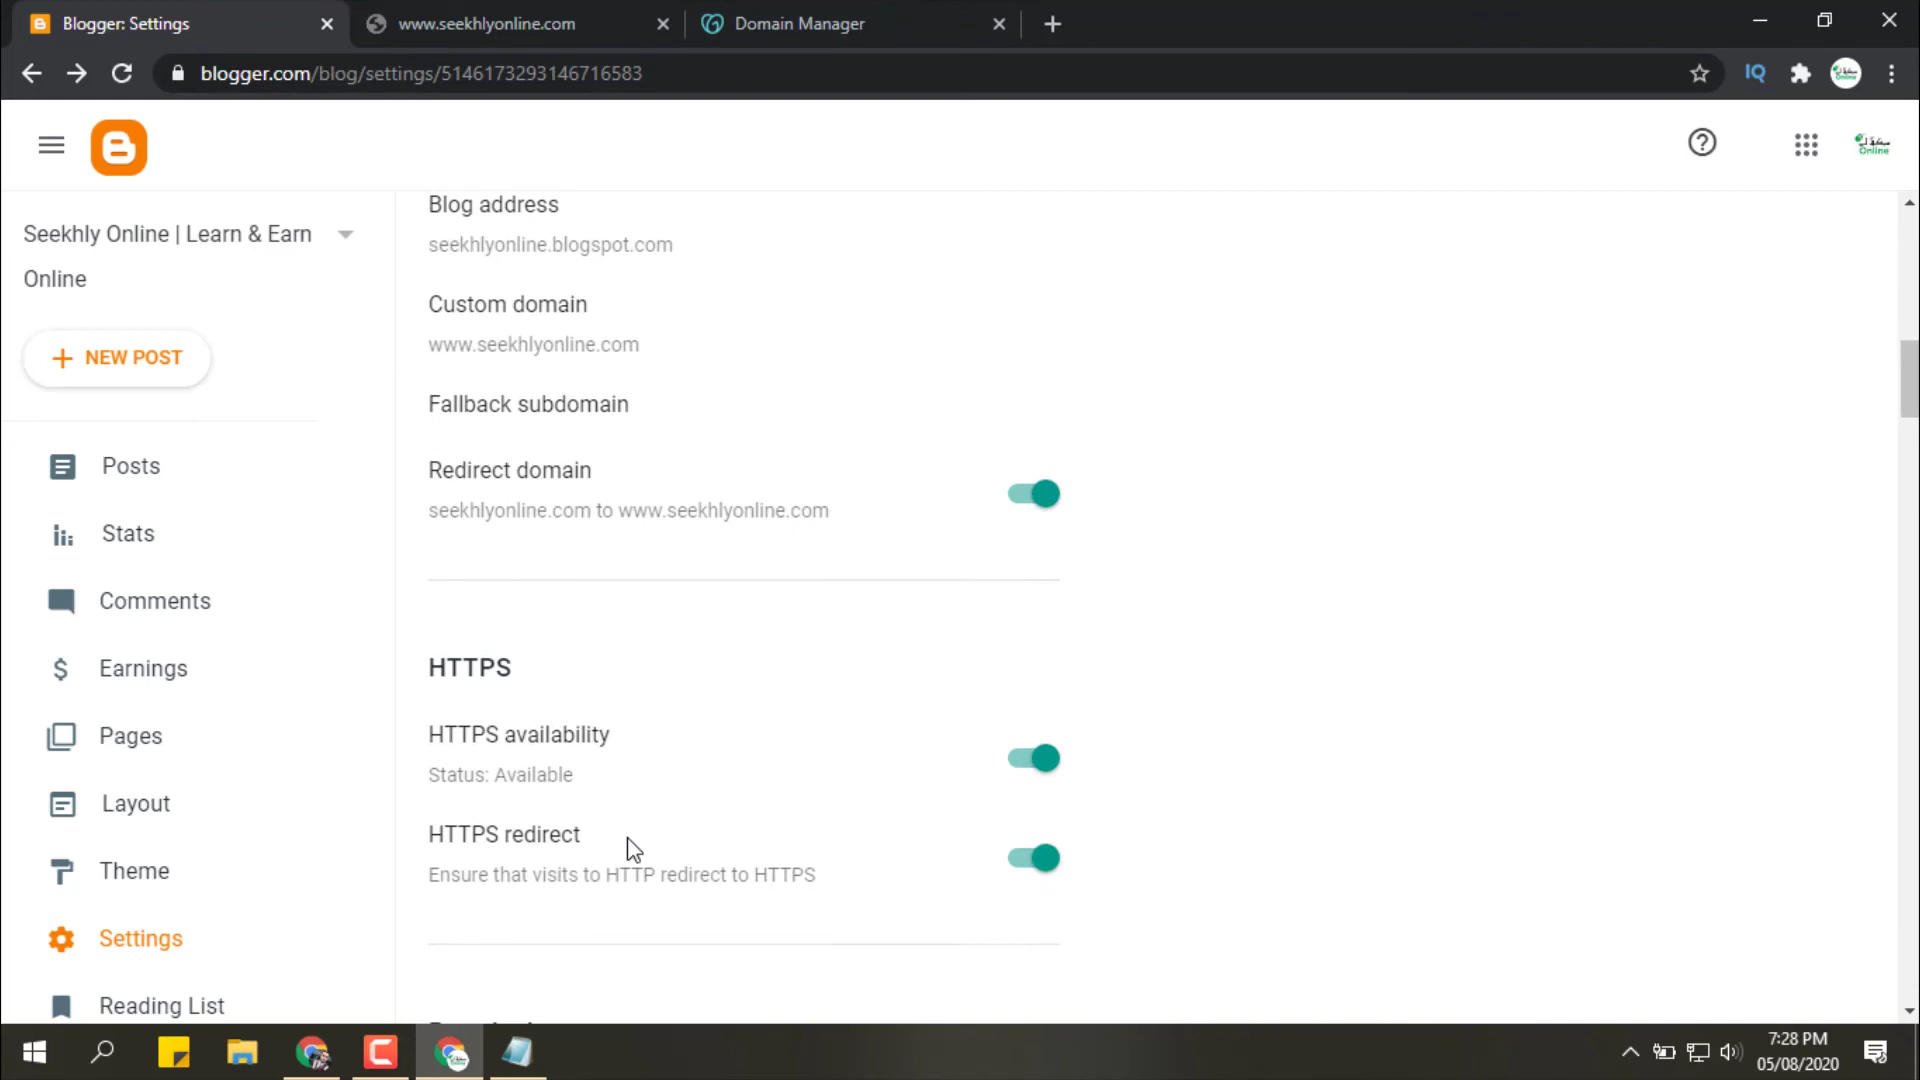 Blogger: Settings
www.seekhlyonline.com
Domain Manager
blogger.com/blog/settings/5146173293146716583
IQ
Seekhly Online | Learn & Earn
Online
NEW POST
Posts
Stats
Comments
Earnings
Pages
Layout
Theme
Settings
Reading List
Blog address
seekhlyonline.blogspot.com
Custom domain
www.seekhlyonline.com
Fallback subdomain
Redirect domain
seekhlyonline.com to www.seekhlyonline.com
HTTPS
HTTPS availability
Status: Available
HTTPS redirect
Ensure that visits to HTTP redirect to HTTPS
Online
7:28 PM
05/08/2020